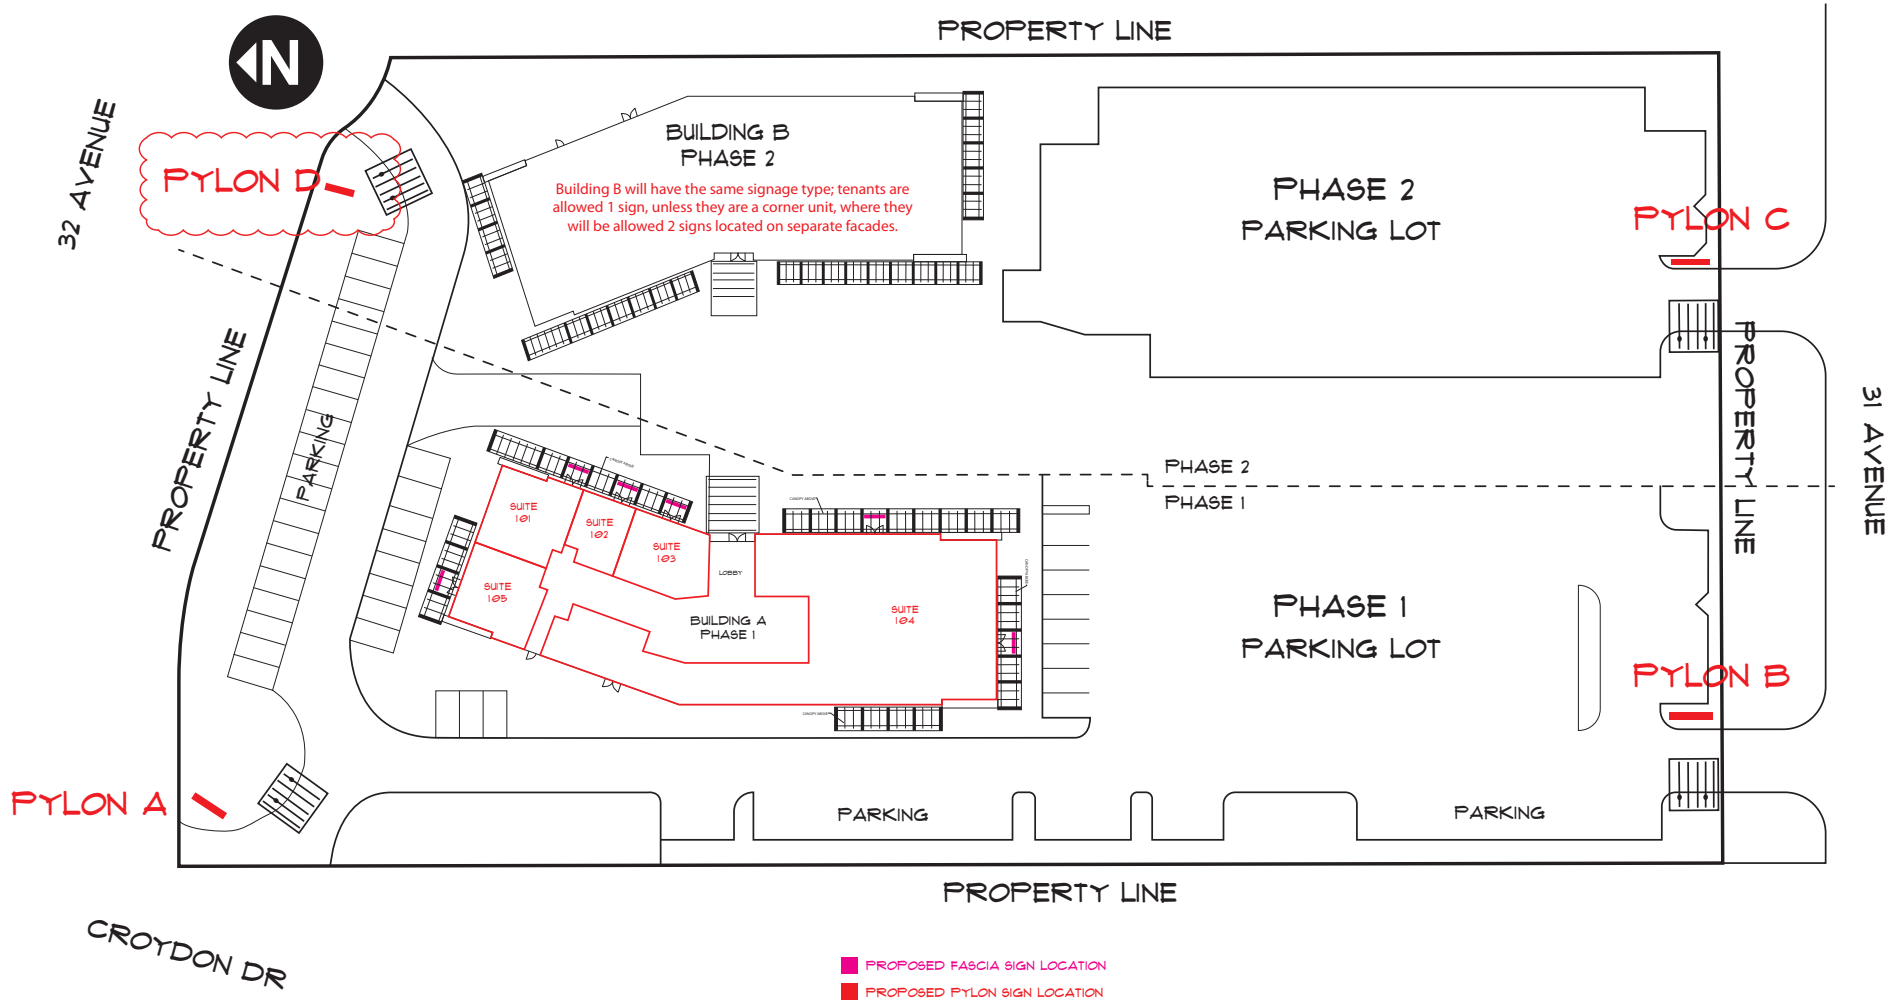 PROPERTY LINE
N
32 AVENUE
PYLON D
BUILDING B
PHASE 2
Building B will have the same signage type; tenants are
allowed 1 sign, unless they are a corner unit, where they
will be allowed 2 signs located on separate facades.
PHASE 2
PARKING LOT
PYLON C
PROPERTY LINE
PARKING
PROPERTY LINE
31 AVENUE
PHASE 2
PHASE 1
CANOPY ABOVE
SUITE
101
SUITE
102
SUITE
103
LOBBY
SUITE
105
BUILDING A
PHASE 1
SUITE
104
CANOPY ABOVE
PHASE 1
PARKING LOT
PYLON B
PYLON A
PARKING
PARKING
PROPERTY LINE
CROYDON DR
PROPOSED FASCIA SIGN LOCATION
PROPOSED PYLON SIGN LOCATION